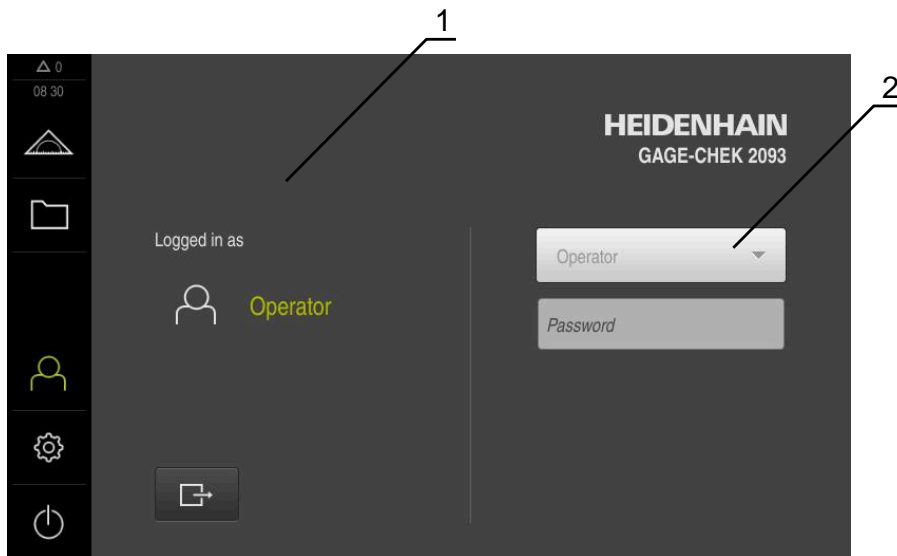 1
△ 0
08 30
2
HEIDENHAIN
GAGE-CHEK 2093
Logged in as
Operator
Operator
Password